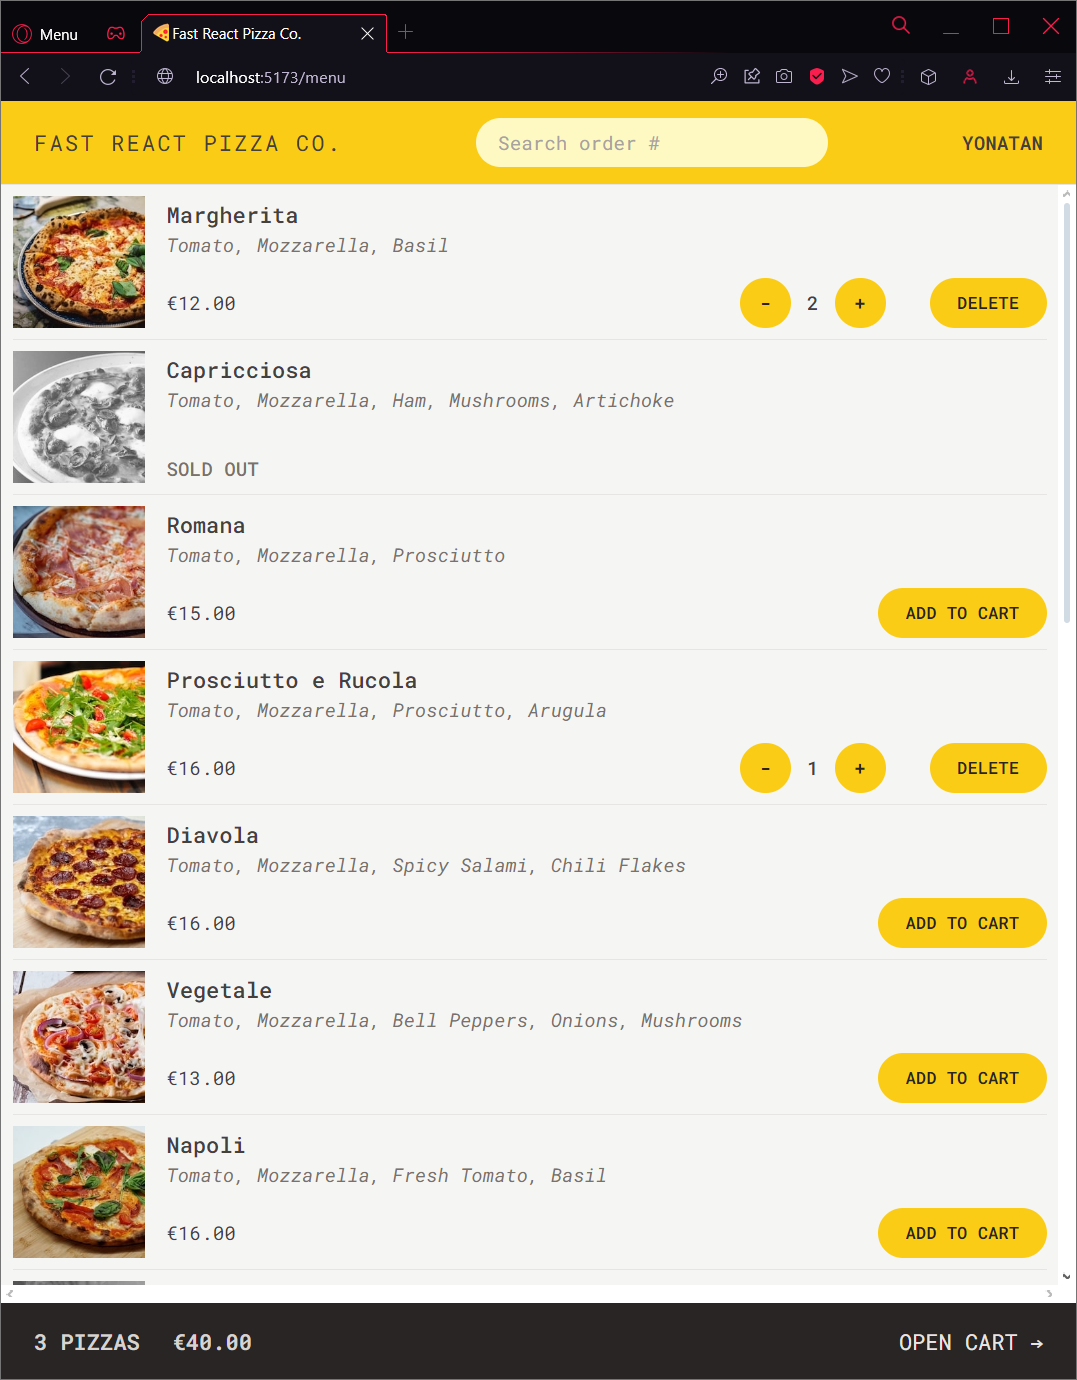 Menu
Fast React Pizza Co.
localhost:5173/menu
FAST REACT PIZZA CO.
Search order #
YONATAN
Margherita
Tomato, Mozzarella, Basil
€12.00
- 2 +
DELETE
Capricciosa
Tomato, Mozzarella, Ham, Mushrooms, Artichoke
SOLD OUT
Romana
Tomato, Mozzarella, Prosciutto
€15.00
ADD TO CART
Prosciutto e Rucola
Tomato, Mozzarella, Prosciutto, Arugula
€16.00
- 1 +
DELETE
Diavola
Tomato, Mozzarella, Spicy Salami, Chili Flakes
€16.00
ADD TO CART
Vegetale
Tomato, Mozzarella, Bell Peppers, Onions, Mushrooms
€13.00
ADD TO CART
Napoli
Tomato, Mozzarella, Fresh Tomato, Basil
€16.00
ADD TO CART
3 PIZZAS €40.00
OPEN CART →